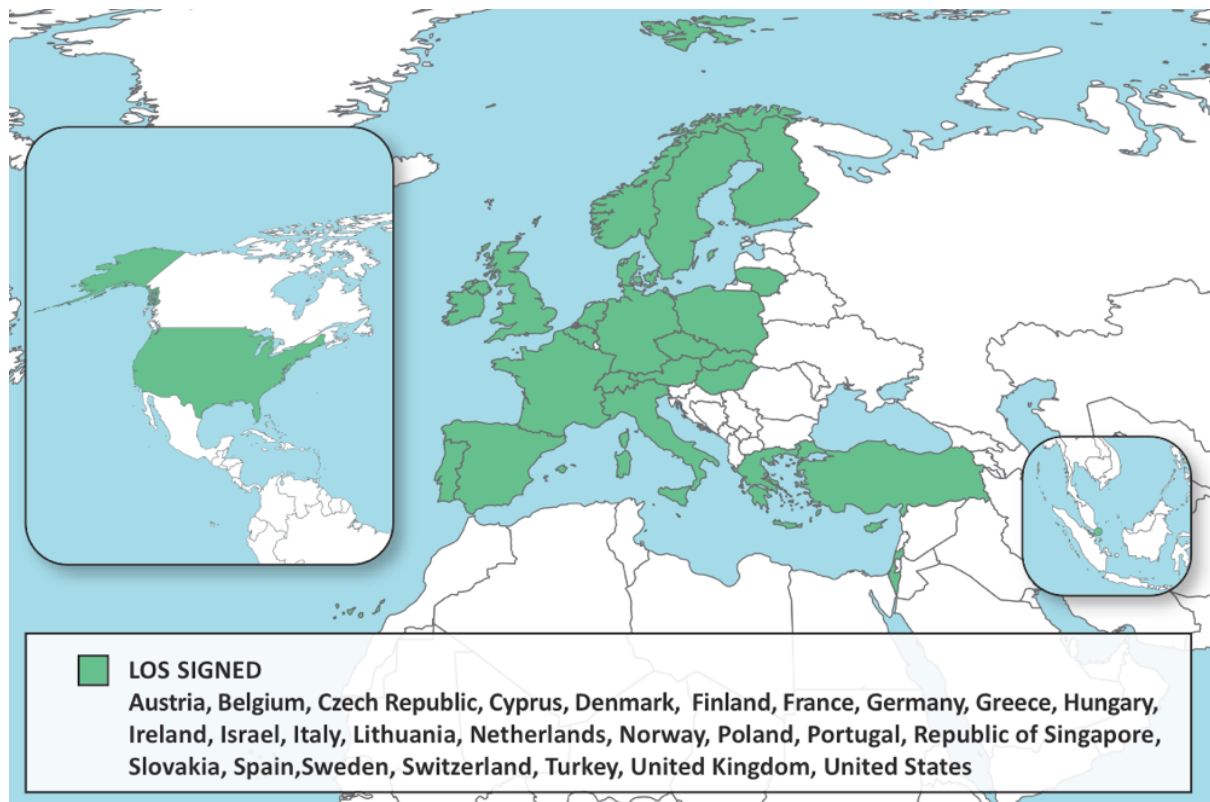 LOS SIGNED
Austria, Belgium, Czech Republic, Cyprus, Denmark,  Finland, France, Germany, Greece, Hungary,
Ireland, Israel, Italy, Lithuania, Netherlands, Norway, Poland, Portugal, Republic of Singapore,
Slovakia, Spain,Sweden, Switzerland, Turkey, United Kingdom, United States